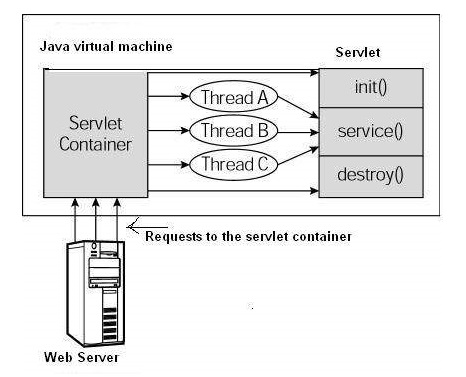 Java virtual machine
Servlet
Servlet
Container
Thread A
Thread B
Thread C
init()
service()
destroy()
Requests to the servlet container
Web Server